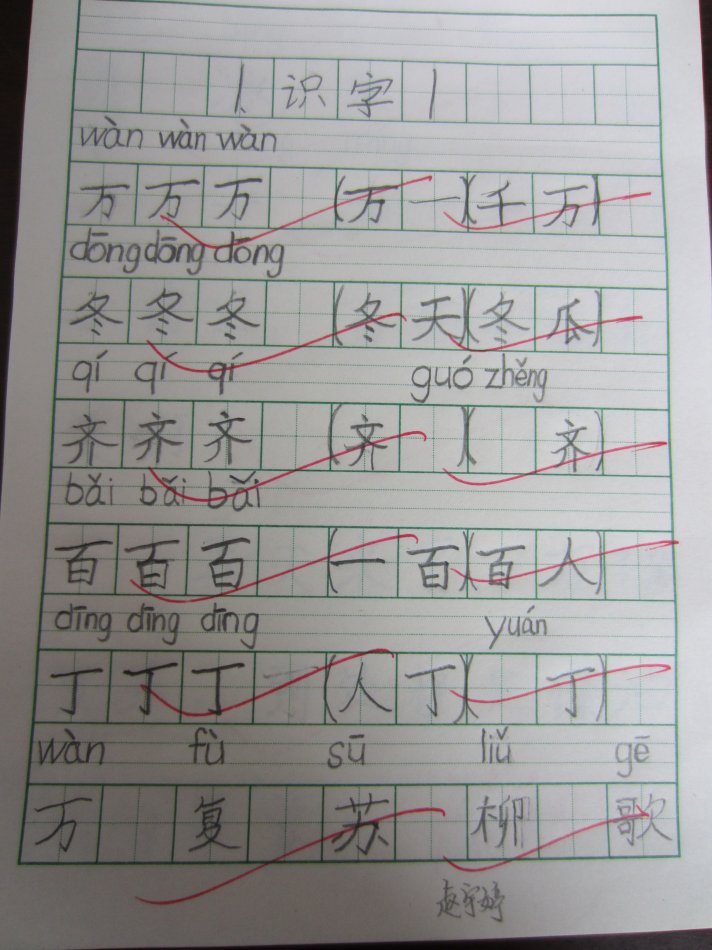 1、识字1
wàn wàn wàn
万万万 (万一)(千万)
dōng dōng dōng
冬冬冬 (冬天)(冬瓜)
qí qí qí guó zhěng
齐齐齐 (齐 )( 齐)
bǎi bǎi bǎi
百百百 (一百)(百人)
dīng dīng dīng yuán
丁丁丁 (人丁)( 丁)
wàn fù sū liǔ gē
万 复 苏 柳 歌